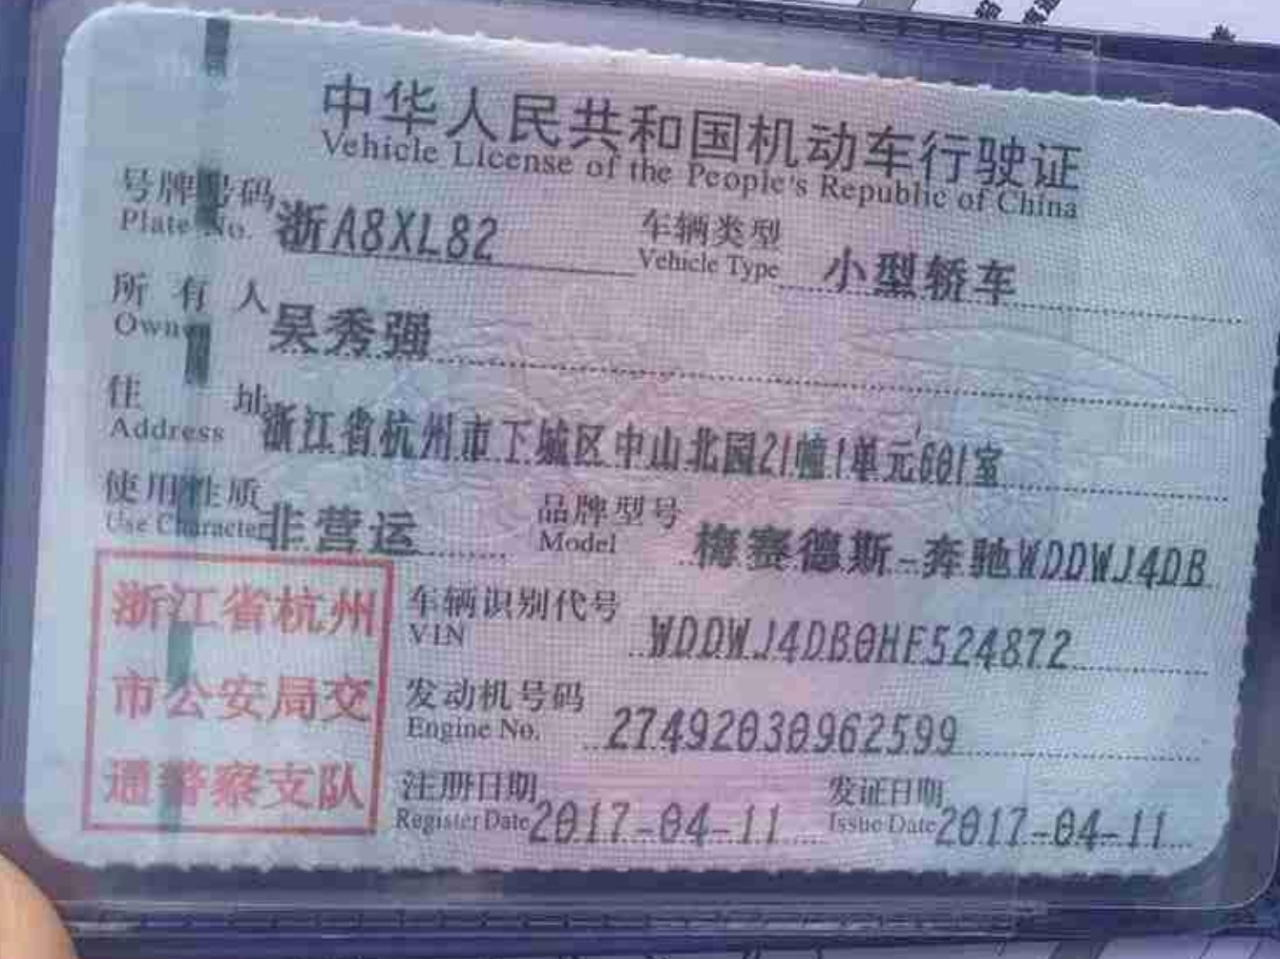 中华人民共和国机动车行驶证
Vehicle License of the People's Republic of China
号牌号码 浙A8XL82 车辆类型 小型轿车
Plate No. Vehicle Type
所有人 吴秀强
Owner
住址 浙江省杭州市下城区中山北园21幢1单元601室
Address
使用性质 非营运 品牌型号 梅赛德斯-奔驰WDDWJ4DB
Use Character Model
浙江省杭州
市公安局交
通警察支队
车辆识别代号 WDDWJ4DB0HF524872
VIN
发动机号码 27492030962599
Engine No.
注册日期 2017-04-11 发证日期 2017-04-11
Register Date Issue Date